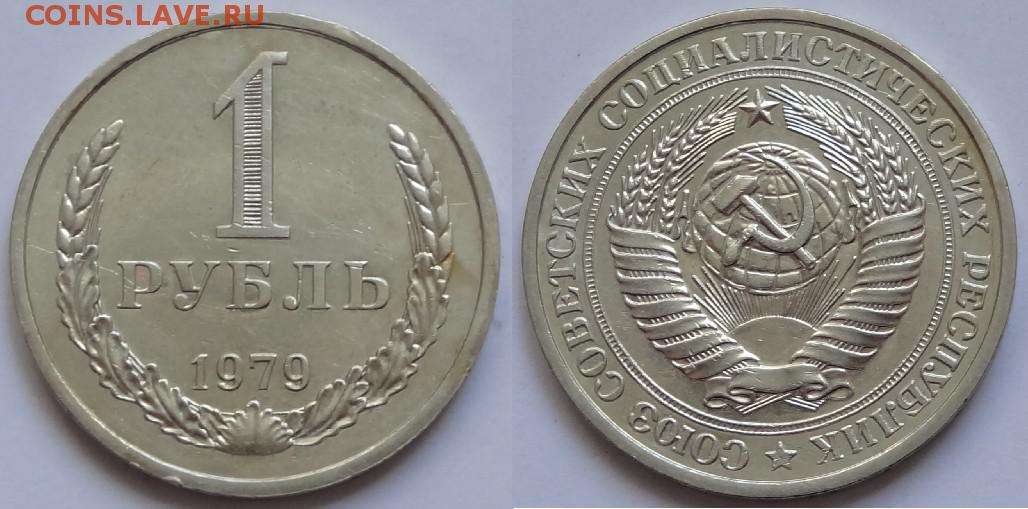 COINS.LAVE.RU
1
РУБЛЬ
1979
СОЮЗ СОВЕТСКИХ СОЦИАЛИСТИЧЕСКИХ РЕСПУБЛИК